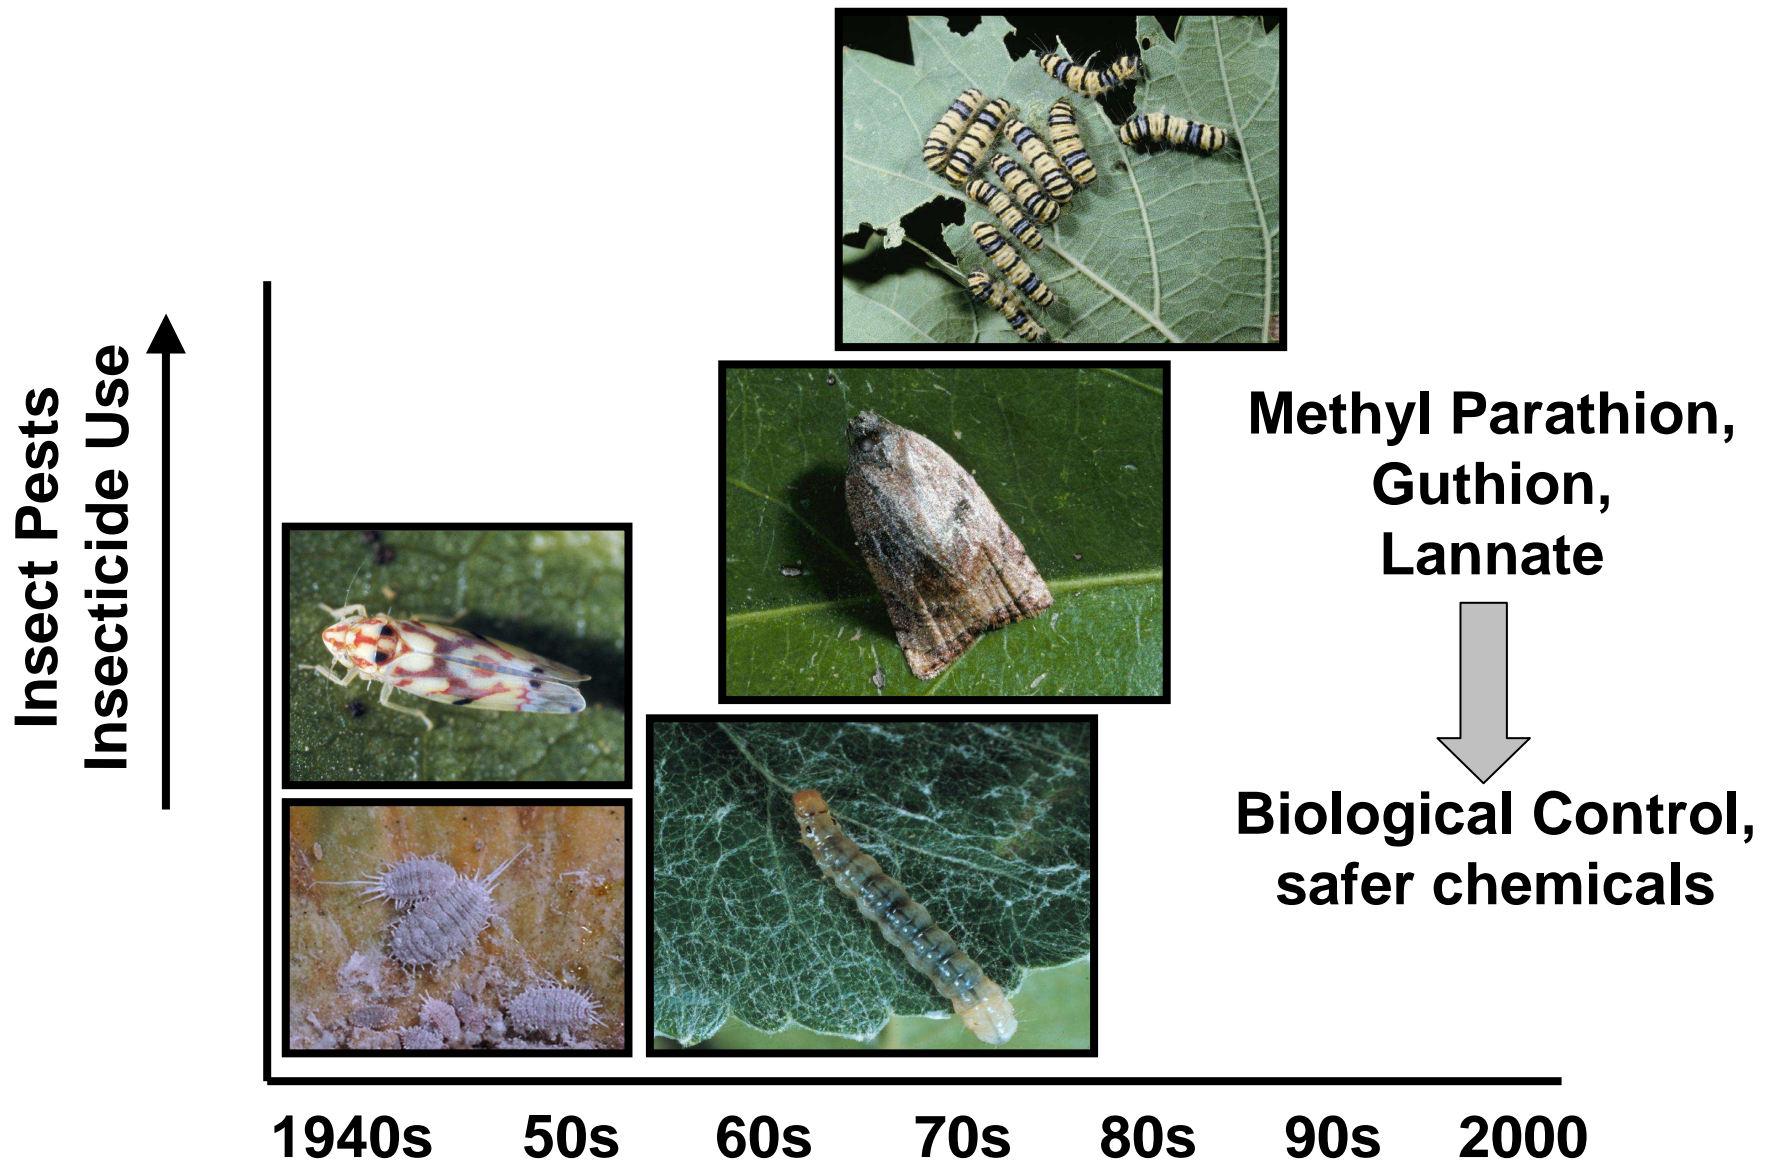 Insect Pests
Insecticide Use
Methyl Parathion,
Guthion,
Lannate
Biological Control,
safer chemicals
1940s 50s 60s 70s 80s 90s 2000